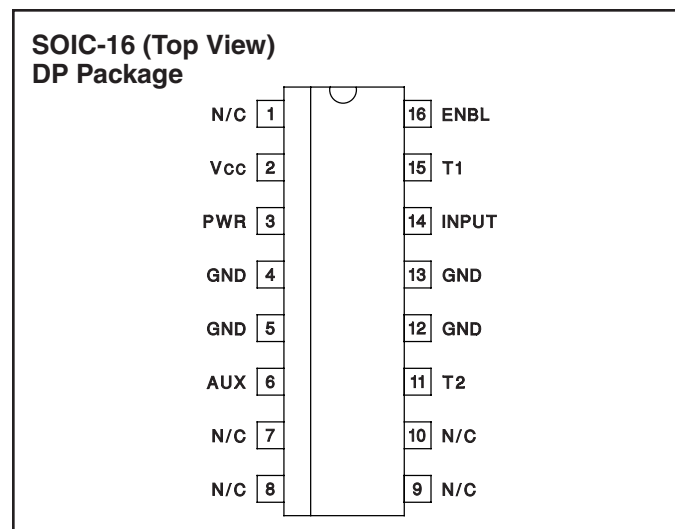 SOIC-16 (Top View)
DP Package
N/C 1 16 ENBL
Vcc 2 15 T1
PWR 3 14 INPUT
GND 4 13 GND
GND 5 12 GND
AUX 6 11 T2
N/C 7 10 N/C
N/C 8 9 N/C